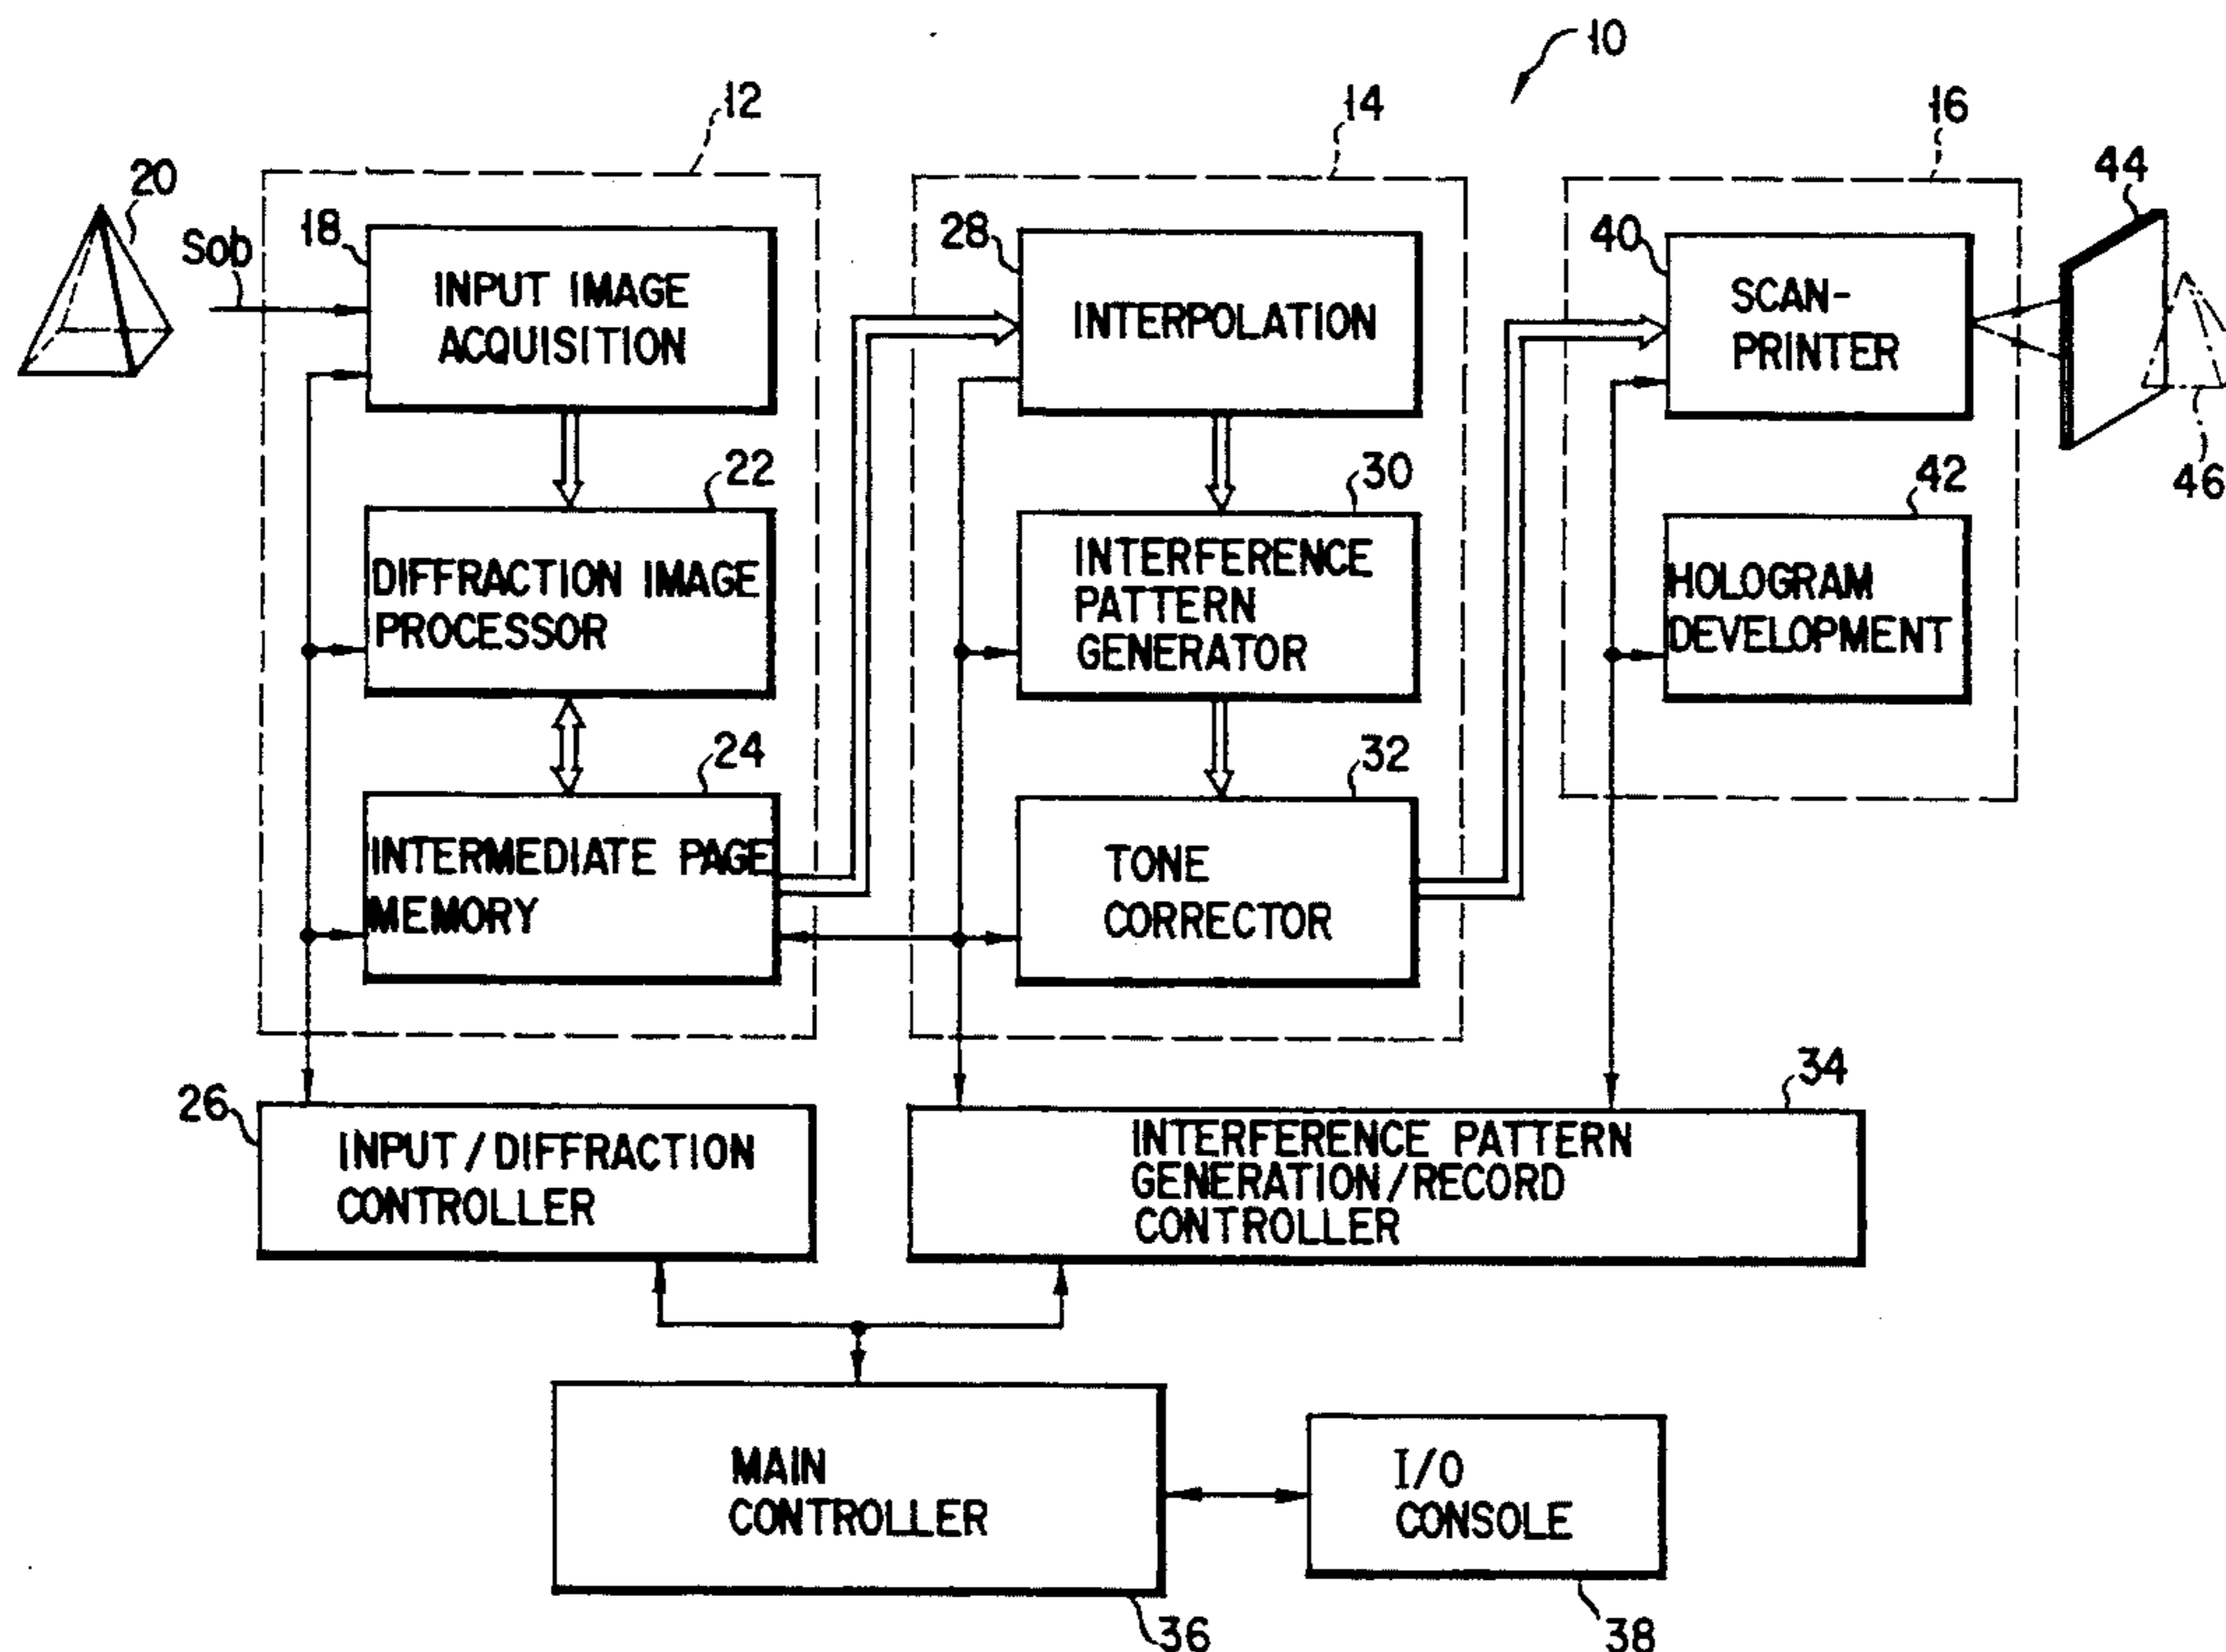 10
12
14
16
20
Sob
18
INPUT IMAGE
ACQUISITION
28
INTERPOLATION
40
SCAN-
PRINTER
44
46
22
DIFFRACTION IMAGE
PROCESSOR
30
INTERFERENCE
PATTERN
GENERATOR
42
HOLOGRAM
DEVELOPMENT
24
INTERMEDIATE PAGE
MEMORY
32
TONE
CORRECTOR
26
INPUT/DIFFRACTION
CONTROLLER
34
INTERFERENCE PATTERN
GENERATION/RECORD
CONTROLLER
MAIN
CONTROLLER
36
I/O
CONSOLE
38